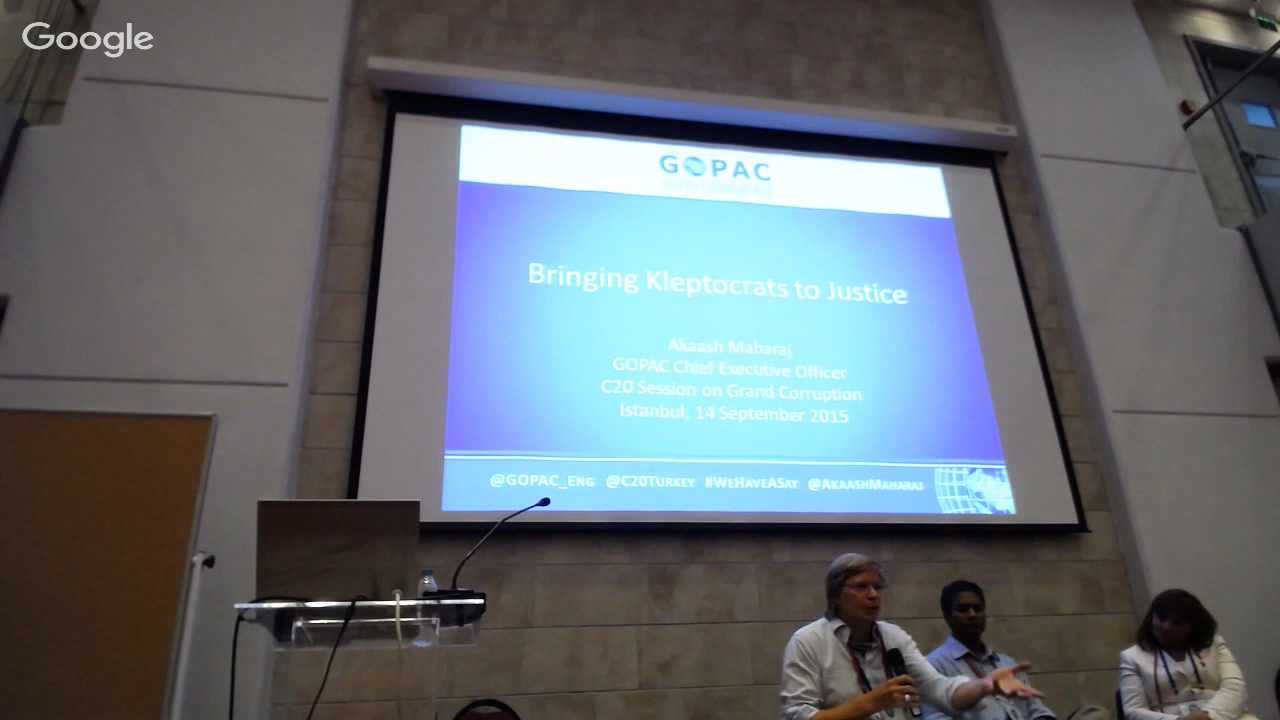 Google
GOPAC
Bringing Kleptocrats to Justice
Akaash Maharaj
GOPAC Chief Executive Officer
C20 Session on Grand Corruption
Istanbul, 14 September 2015
@GOPAC_ENG @C20TURKEY #WEHAVEASAY @AKAASHMAHARAJ